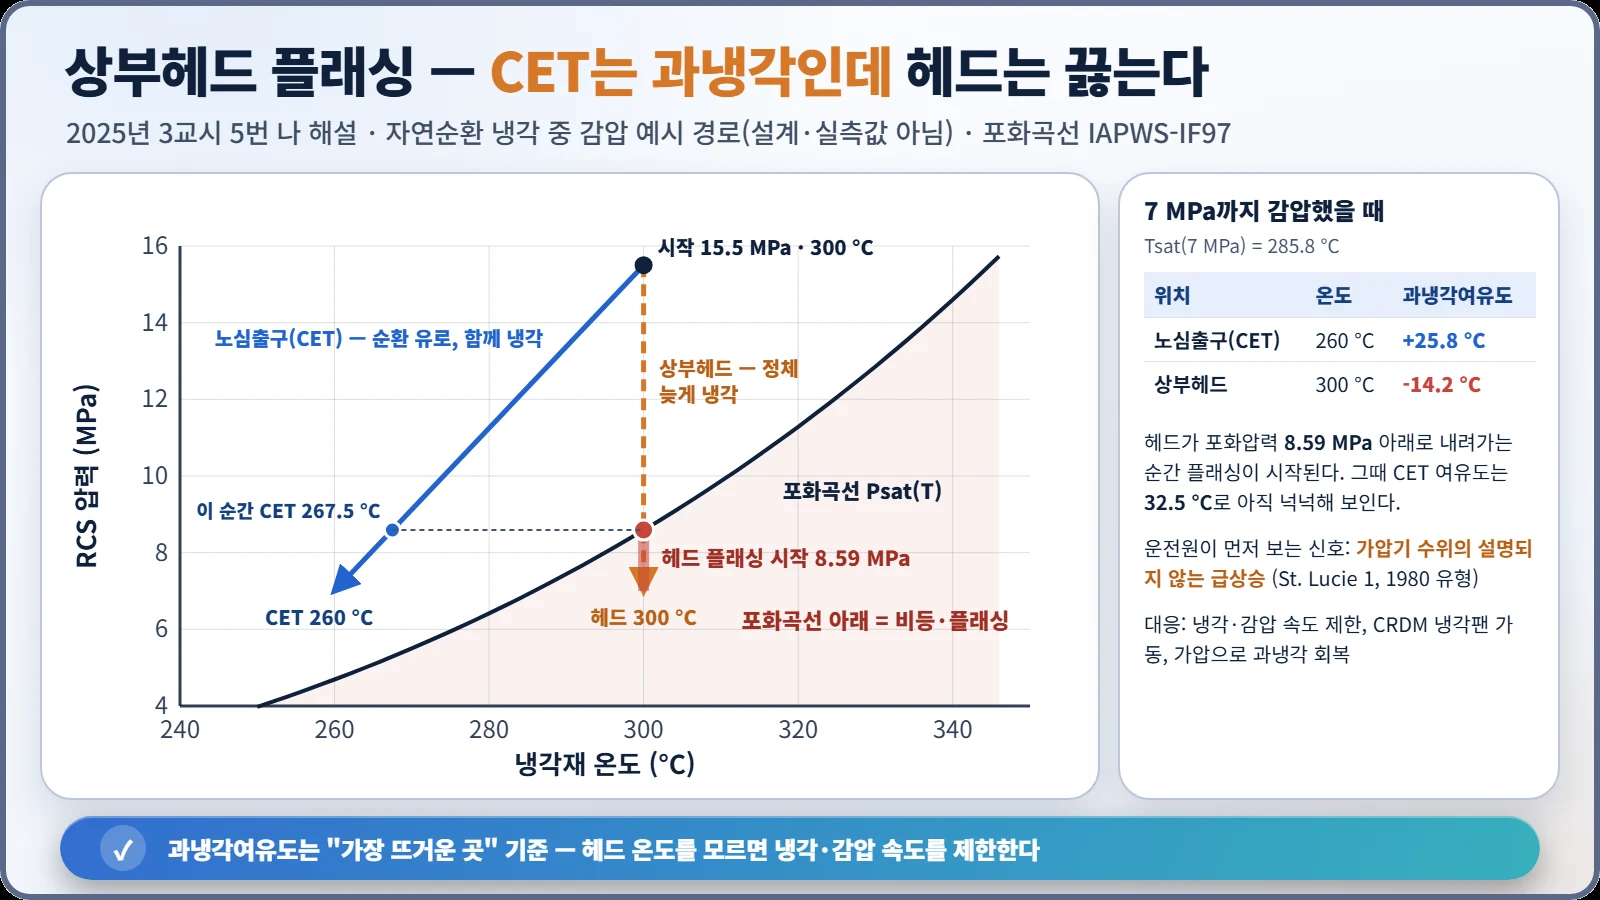 상부헤드 플래싱 — CET는 과냉각인데 헤드는 끓는다
2025년 3교시 5번 나 해설 · 자연순환 냉각 중 감압 예시 경로(설계·실측값 아님) · 포화곡선 IAPWS-IF97
16
14
12
10
8
6
4
240
260
280
300
320
340
RCS 압력 (MPa)
냉각재 온도 (°C)
시작 15.5 MPa · 300 °C
노심출구(CET) — 순환 유로, 함께 냉각
상부헤드 — 정체
늦게 냉각
포화곡선 Psat(T)
이 순간 CET 267.5 °C
헤드 플래싱 시작 8.59 MPa
CET 260 °C
헤드 300 °C
포화곡선 아래 = 비등·플래싱
7 MPa까지 감압했을 때
Tsat(7 MPa) = 285.8 °C
위치 온도 과냉각여유도
노심출구(CET) 260 °C +25.8 °C
상부헤드 300 °C -14.2 °C
헤드가 포화압력 8.59 MPa 아래로 내려가는
순간 플래싱이 시작된다. 그때 CET 여유도는
32.5 °C로 아직 넉넉해 보인다.
운전원이 먼저 보는 신호: 가압기 수위의 설명되
지 않는 급상승 (St. Lucie 1, 1980 유형)
대응: 냉각·감압 속도 제한, CRDM 냉각팬 가
동, 가압으로 과냉각 회복
✓ 과냉각여유도는 "가장 뜨거운 곳" 기준 — 헤드 온도를 모르면 냉각·감압 속도를 제한한다